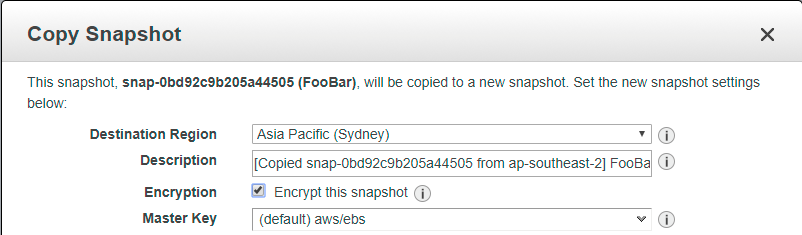 Copy Snapshot
This snapshot, snap-0bd92c9b205a44505 (FooBar), will be copied to a new snapshot. Set the new snapshot settings
below:
Destination Region Asia Pacific (Sydney)
Description [Copied snap-0bd92c9b205a44505 from ap-southeast-2] FooBa
Encryption Encrypt this snapshot
Master Key (default) aws/ebs